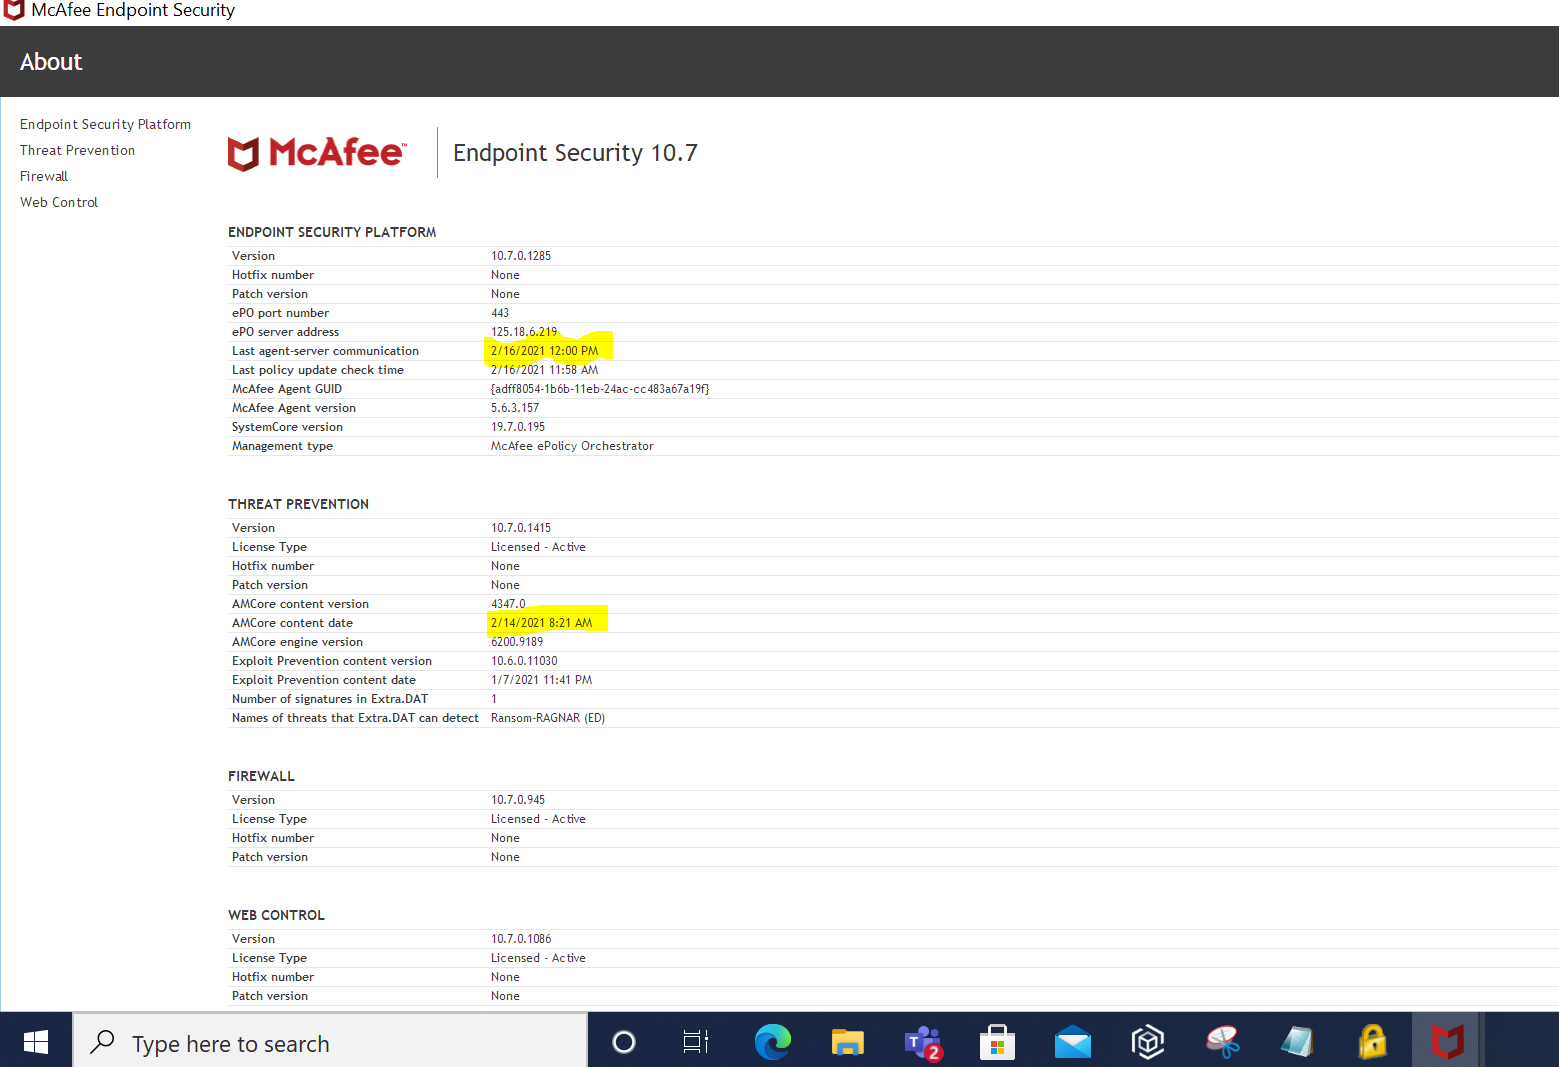 McAfee Endpoint Security
About
Endpoint Security Platform
Threat Prevention
Firewall
Web Control
McAfee™ Endpoint Security 10.7
ENDPOINT SECURITY PLATFORM
Version 10.7.0.1285
Hotfix number None
Patch version None
ePO port number 443
ePO server address 125.18.6.219
Last agent-server communication 2/16/2021 12:00 PM
Last policy update check time 2/16/2021 11:58 AM
McAfee Agent GUID {adff8054-1b6b-11eb-24ac-cc483a67a19f}
McAfee Agent version 5.6.3.157
SystemCore version 19.7.0.195
Management type McAfee ePolicy Orchestrator
THREAT PREVENTION
Version 10.7.0.1415
License Type Licensed - Active
Hotfix number None
Patch version None
AMCore content version 4347.0
AMCore content date 2/14/2021 8:21 AM
AMCore engine version 6200.9189
Exploit Prevention content version 10.6.0.11030
Exploit Prevention content date 1/7/2021 11:41 PM
Number of signatures in Extra.DAT 1
Names of threats that Extra.DAT can detect Ransom-RAGNAR (ED)
FIREWALL
Version 10.7.0.945
License Type Licensed - Active
Hotfix number None
Patch version None
WEB CONTROL
Version 10.7.0.1086
License Type Licensed - Active
Hotfix number None
Patch version None
Type here to search
T
2